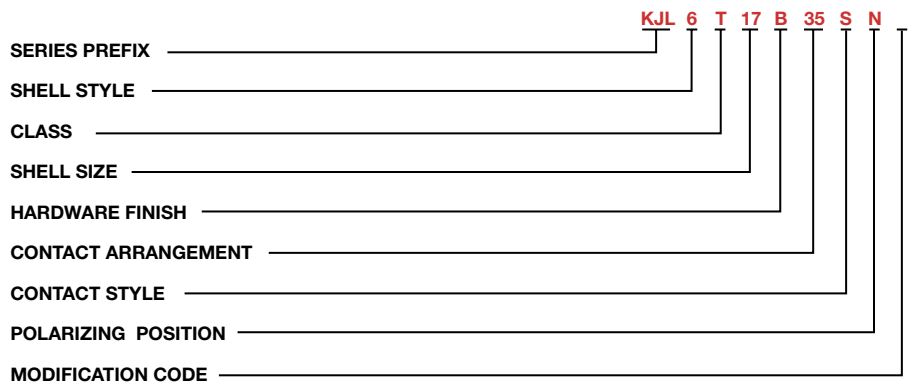 KJL 6 T 17 B 35 S N
SERIES PREFIX
SHELL STYLE
CLASS
SHELL SIZE
HARDWARE FINISH
CONTACT ARRANGEMENT
CONTACT STYLE
POLARIZING POSITION
MODIFICATION CODE